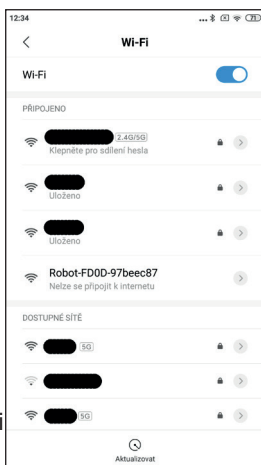 12:34
71
Wi-Fi
Wi-Fi
PŘIPOJENO
2.4G/5G
Klepněte pro sdílení hesla
Uloženo
Uloženo
Robot-FD0D-97beec87
Nelze se připojit k internetu
DOSTUPNÉ SÍTĚ
5G
5G
i
Aktualizovat